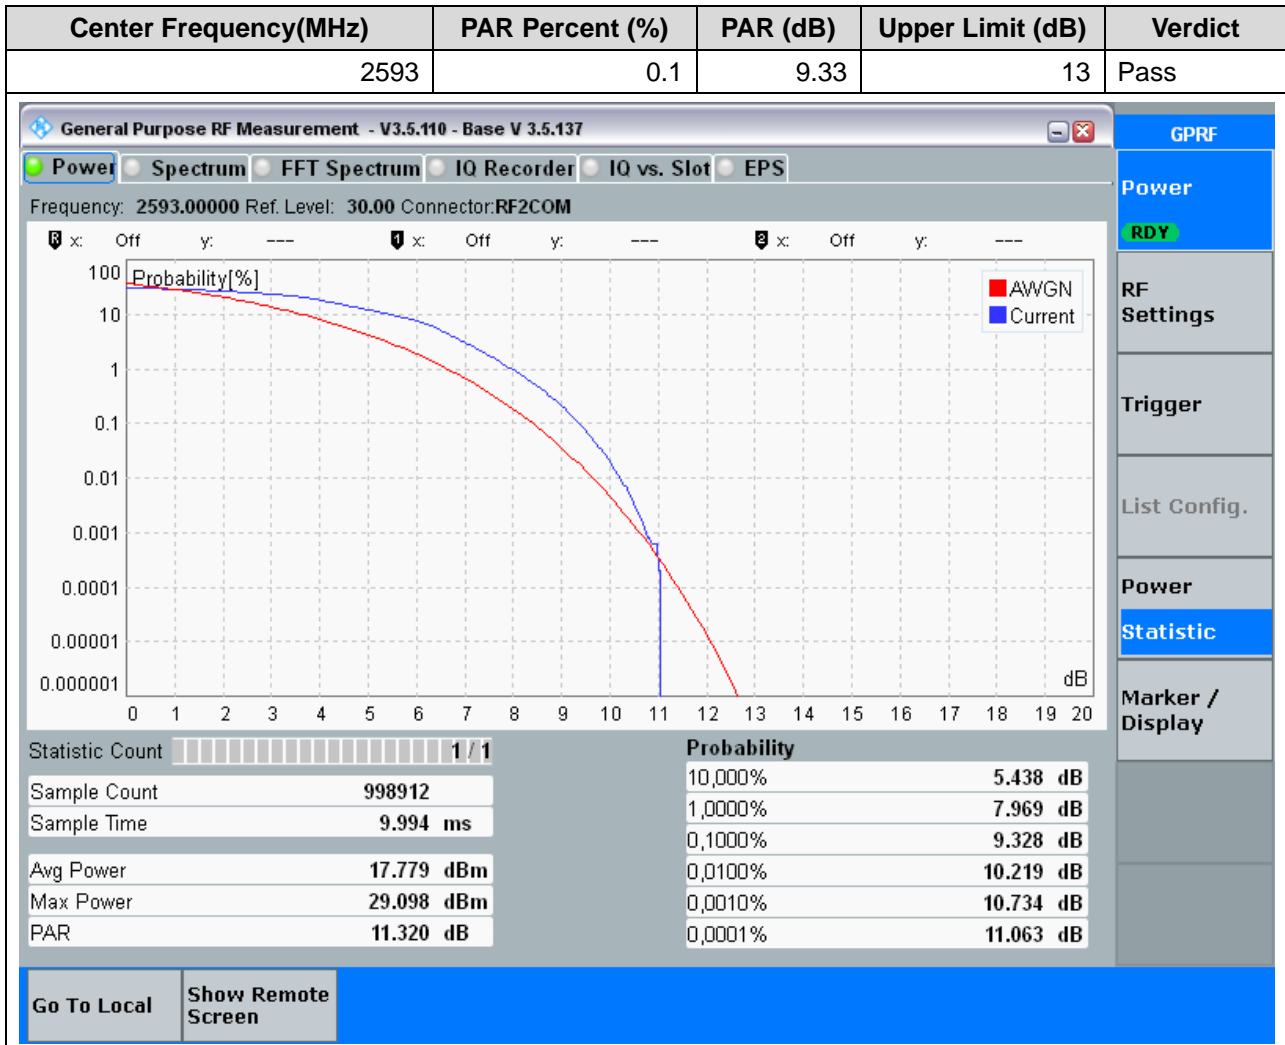 Center Frequency(MHz) PAR Percent (%) PAR (dB) Upper Limit (dB) Verdict
2593 0.1 9.33 13 Pass
General Purpose RF Measurement - V3.5.110 - Base V 3.5.137
GPRF
Power Spectrum FFT Spectrum IQ Recorder IQ vs. Slot EPS
Frequency: 2593.00000 Ref. Level: 30.00 Connector:RF2COM
R x: Off y: --- 1 x: Off y: --- 2 x: Off y: ---
Probability[%]
AWGN
Current
100
10
1
0.1
0.01
0.001
0.0001
0.00001
0.000001
dB
0 1 2 3 4 5 6 7 8 9 10 11 12 13 14 15 16 17 18 19 20
Statistic Count 1 / 1
Sample Count 998912
Sample Time 9.994 ms
Avg Power 17.779 dBm
Max Power 29.098 dBm
PAR 11.320 dB
Probability
10,000% 5.438 dB
1,0000% 7.969 dB
0,1000% 9.328 dB
0,0100% 10.219 dB
0,0010% 10.734 dB
0,0001% 11.063 dB
Power
RDY
RF
Settings
Trigger
List Config.
Power
Statistic
Marker /
Display
Go To Local
Show Remote
Screen